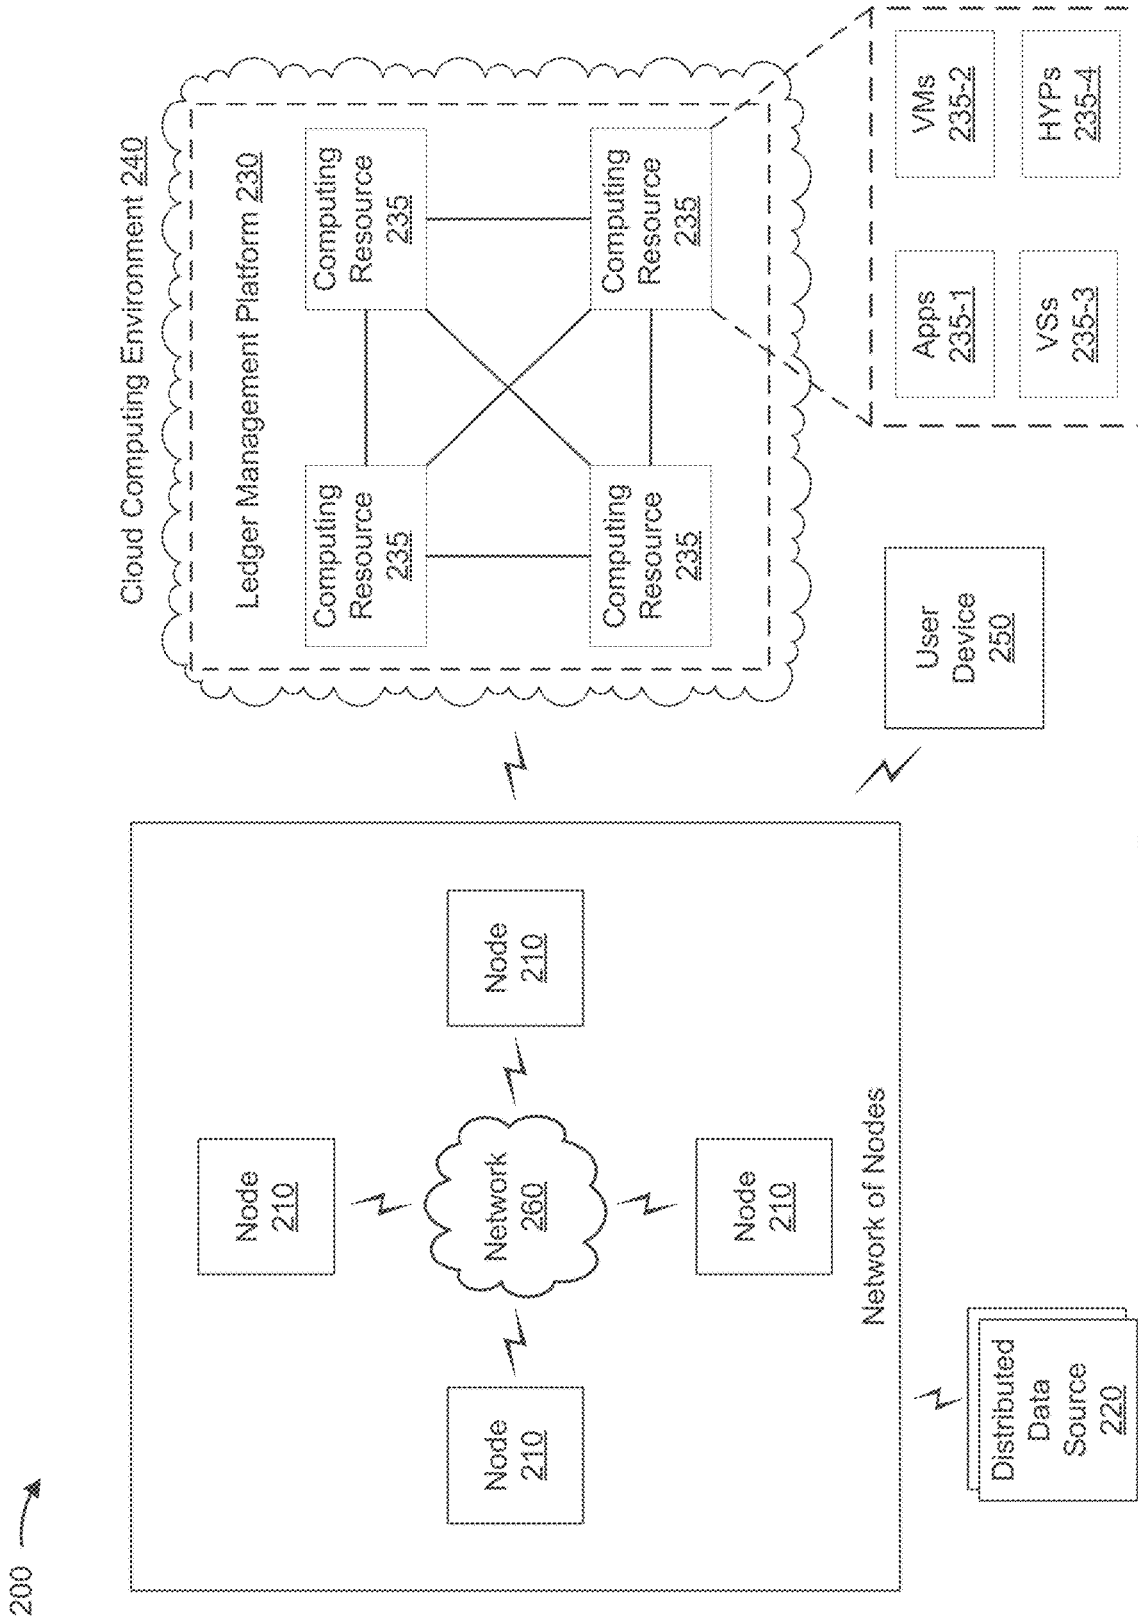 200
Cloud Computing Environment 240
Ledger Management Platform 230
Computing
Resource
235
Computing
Resource
235
Computing
Resource
235
Computing
Resource
235
Apps
235-1
VMs
235-2
VSs
235-3
HYPs
235-4
User
Device
250
Node
210
Node
210
Network
260
Node
210
Node
210
Network of Nodes
Distributed
Data
Source
220